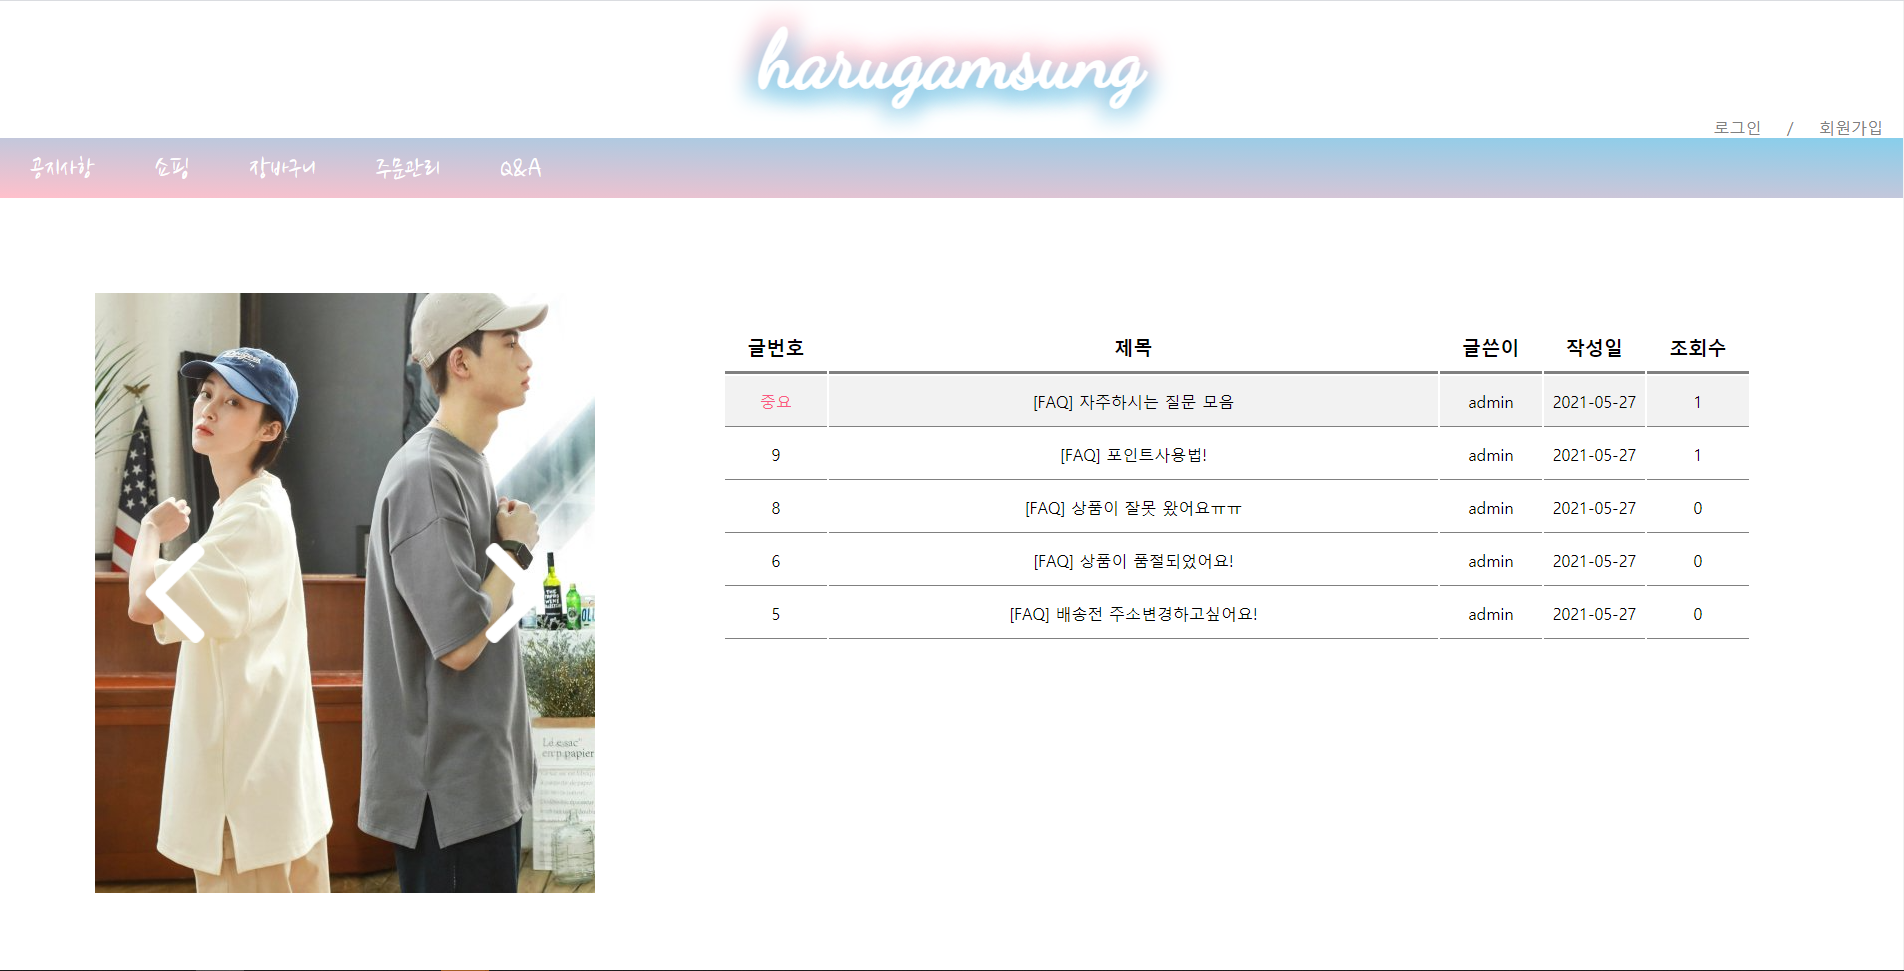 harugamsung
로그인 / 회원가입
공지사항 쇼핑 장바구니 주문관리 Q&A
글번호 제목 글쓴이 작성일 조회수
중요 [FAQ] 자주하시는 질문 모음 admin 2021-05-27 1
9 [FAQ] 포인트사용법! admin 2021-05-27 1
8 [FAQ] 상품이 잘못 왔어요ㅠㅠ admin 2021-05-27 0
6 [FAQ] 상품이 품절되었어요! admin 2021-05-27 0
5 [FAQ] 배송전 주소변경하고싶어요! admin 2021-05-27 0